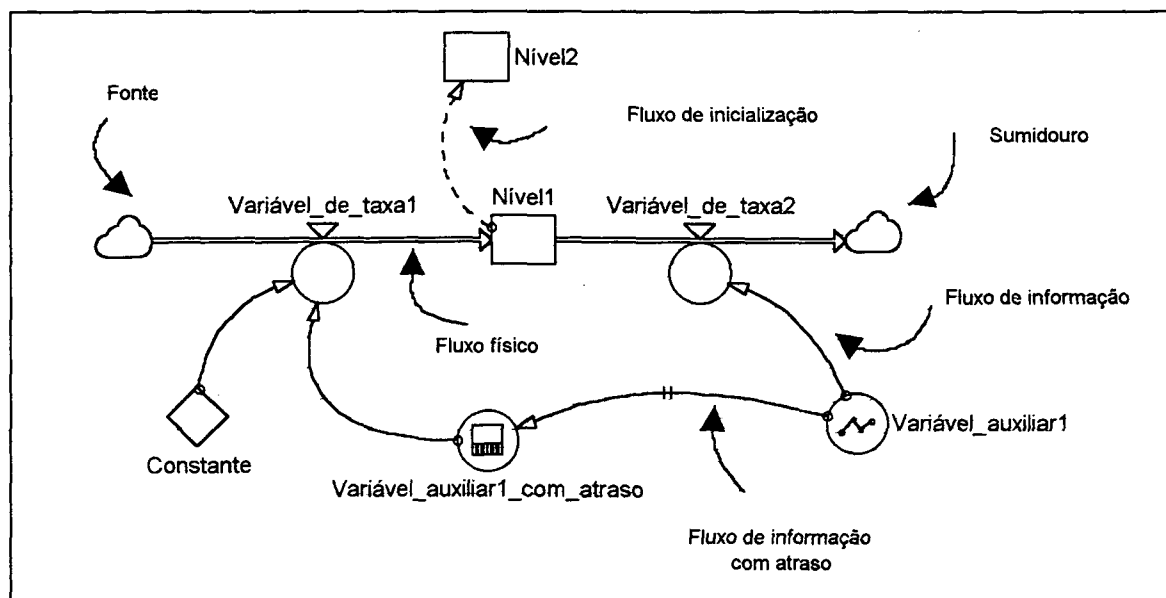 Nível2
Fonte
Fluxo de inicialização
Sumidouro
Variável_de_taxa1
Nível1
Variável_de_taxa2
Fluxo de informação
Fluxo físico
Variável_auxiliar1
Constante
Variável_auxiliar1_com_atraso
Fluxo de informação
com atraso